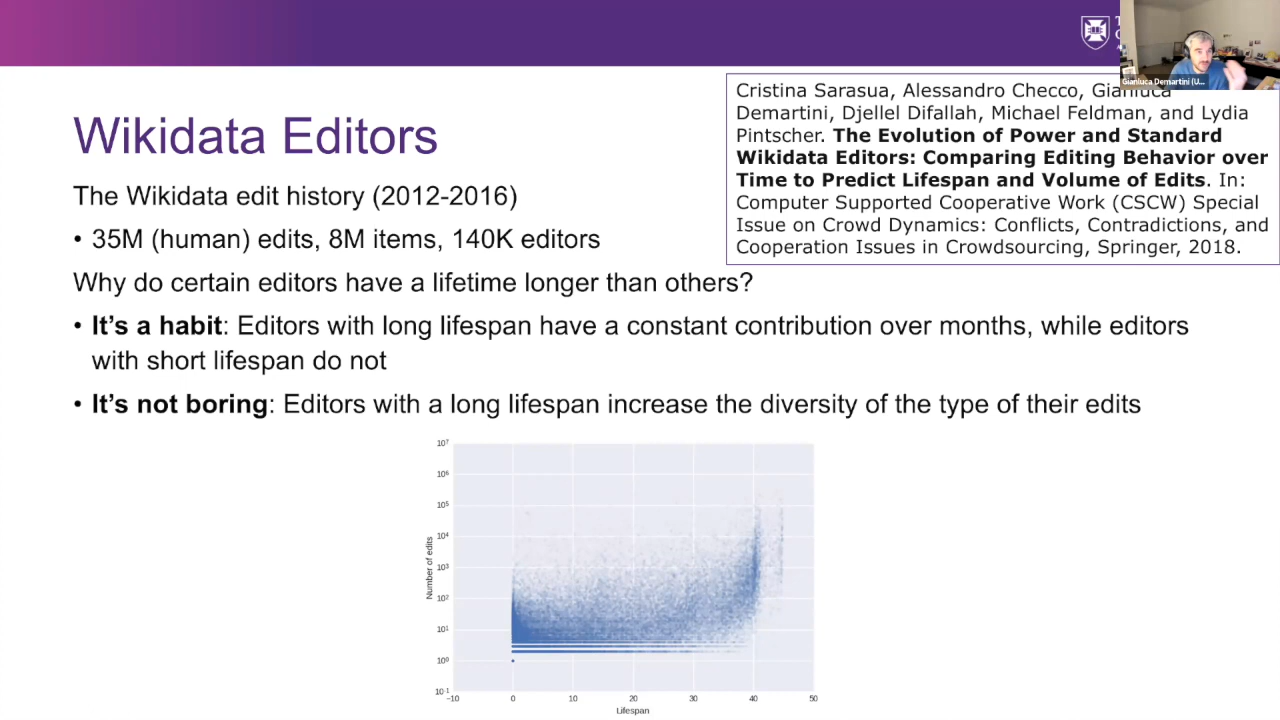 Gianluca Demartini (U...
Cristina Sarasua, Alessandro Checco, Gianluca
Demartini, Djellel Difallah, Michael Feldman, and Lydia
Pintscher. The Evolution of Power and Standard
Wikidata Editors: Comparing Editing Behavior over
Time to Predict Lifespan and Volume of Edits. In:
Computer Supported Cooperative Work (CSCW) Special
Issue on Crowd Dynamics: Conflicts, Contradictions, and
Cooperation Issues in Crowdsourcing, Springer, 2018.
Wikidata Editors
The Wikidata edit history (2012-2016)
• 35M (human) edits, 8M items, 140K editors
Why do certain editors have a lifetime longer than others?
• It's a habit: Editors with long lifespan have a constant contribution over months, while editors
with short lifespan do not
• It's not boring: Editors with a long lifespan increase the diversity of the type of their edits
Number of edits
10⁷
10⁶
10⁵
10⁴
10³
10²
10¹
10⁰
10⁻¹
−10 0 10 20 30 40 50
Lifespan